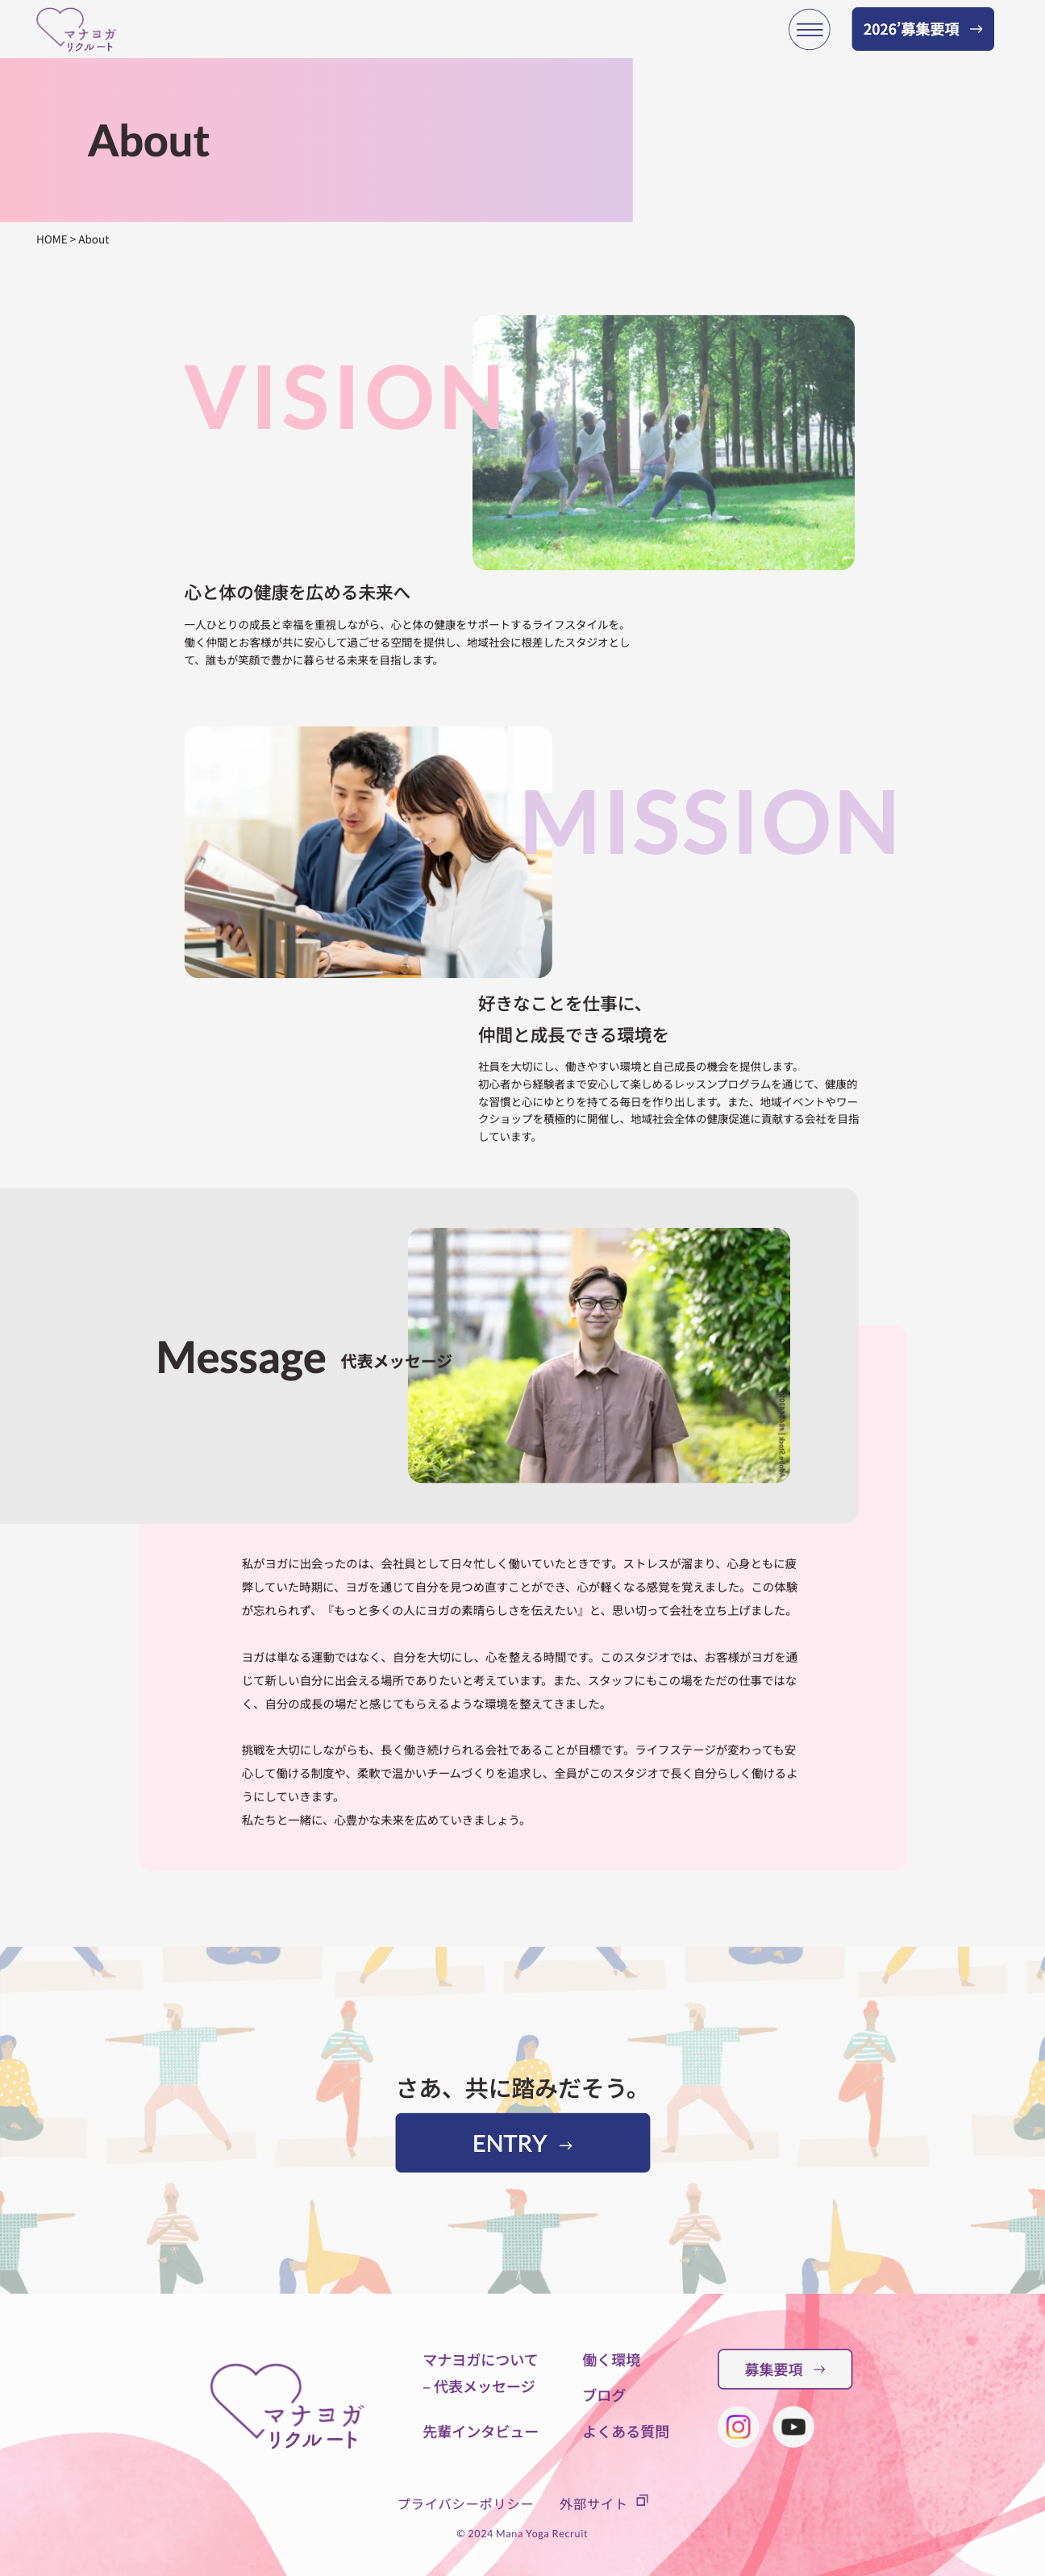 マナヨガ
リクルート
2026’募集要項 →
About
HOME > About
VISION
心と体の健康を広める未来へ
一人ひとりの成長と幸福を重視しながら、心と体の健康をサポートするライフスタイルを。
働く仲間とお客様が共に安心して過ごせる空間を提供し、地域社会に根差したスタジオとし
て、誰もが笑顔で豊かに暮らせる未来を目指します。
MISSION
好きなことを仕事に、
仲間と成長できる環境を
社員を大切にし、働きやすい環境と自己成長の機会を提供します。
初心者から経験者まで安心して楽しめるレッスンプログラムを通じて、健康的
な習慣と心にゆとりを持てる毎日を作り出します。また、地域イベントやワー
クショップを積極的に開催し、地域社会全体の健康促進に貢献する会社を目指
しています。
Message 代表メッセージ
私がヨガに出会ったのは、会社員として日々忙しく働いていたときです。ストレスが溜まり、心身ともに疲
弊していた時期に、ヨガを通じて自分を見つめ直すことができ、心が軽くなる感覚を覚えました。この体験
が忘れられず、『もっと多くの人にヨガの素晴らしさを伝えたい』と、思い切って会社を立ち上げました。
ヨガは単なる運動ではなく、自分を大切にし、心を整える時間です。このスタジオでは、お客様がヨガを通
じて新しい自分に出会える場所でありたいと考えています。また、スタッフにもこの場をただの仕事ではな
く、自分の成長の場だと感じてもらえるような環境を整えてきました。
挑戦を大切にしながらも、長く働き続けられる会社であることが目標です。ライフステージが変わっても安
心して働ける制度や、柔軟で温かいチームづくりを追求し、全員がこのスタジオで長く自分らしく働けるよ
うにしていきます。
私たちと一緒に、心豊かな未来を広めていきましょう。
さあ、共に踏みだそう。
ENTRY →
マナヨガ
リクルート
マナヨガについて
– 代表メッセージ
先輩インタビュー
働く環境
ブログ
よくある質問
募集要項 →
プライバシーポリシー
外部サイト
© 2024 Mana Yoga Recruit